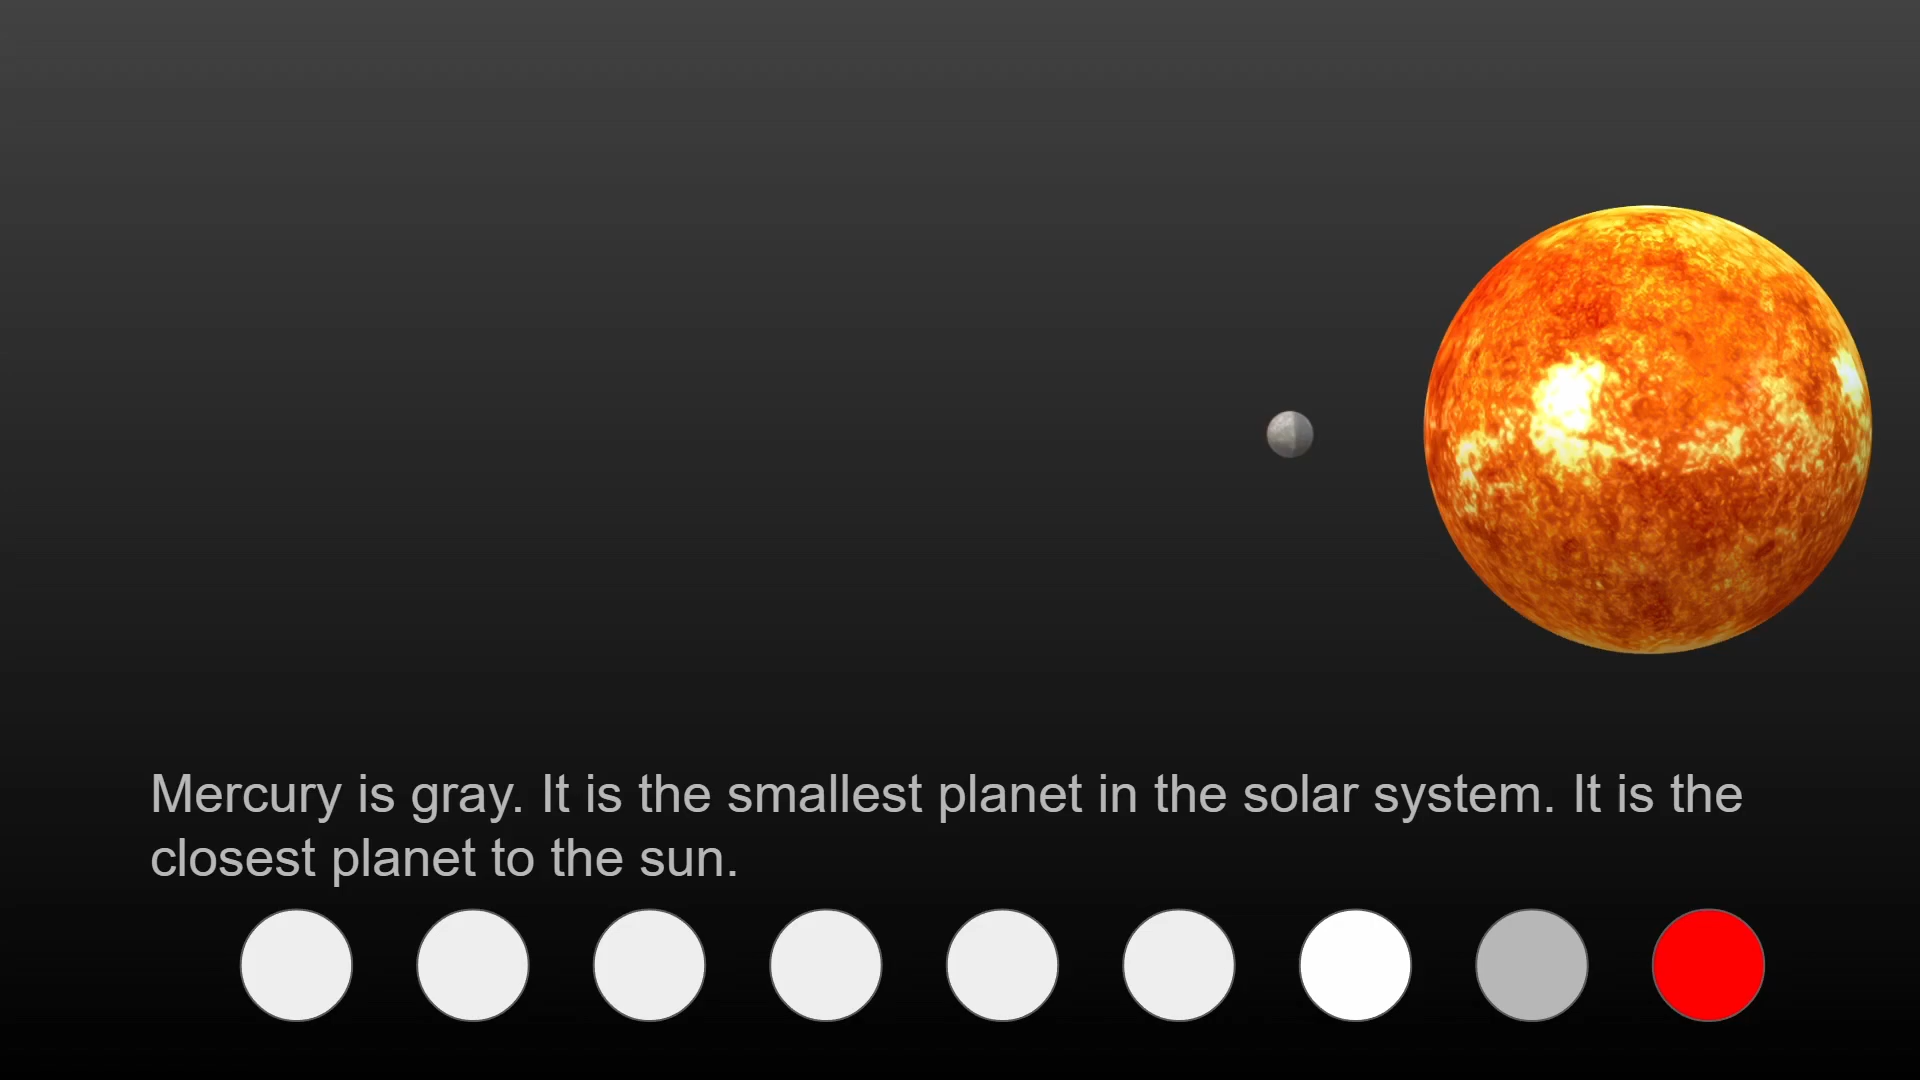 Mercury is gray. It is the smallest planet in the solar system. It is the
closest planet to the sun.